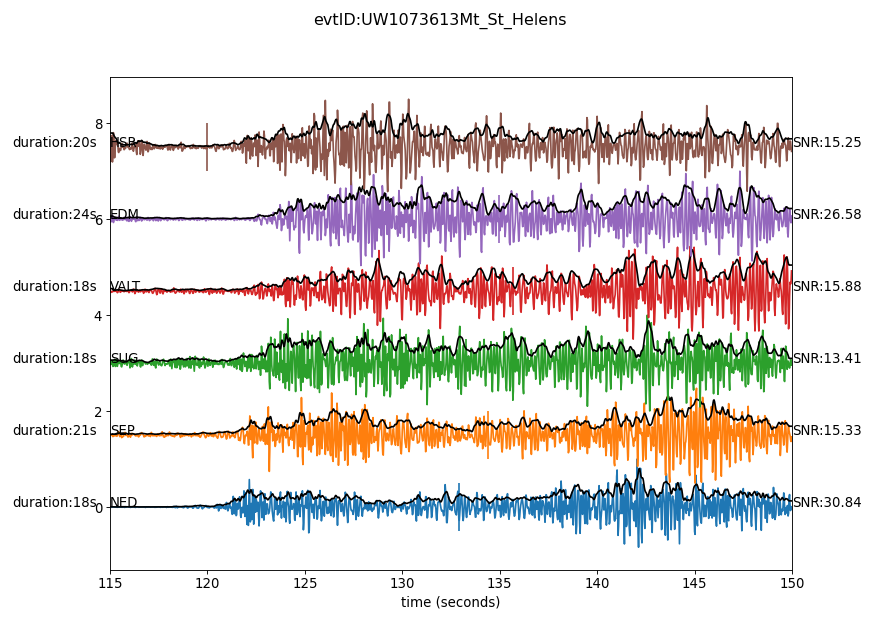 evtID:UW1073613Mt_St_Helens
8
duration:20s HSR SNR:15.25
duration:24s EDM SNR:26.58
6
duration:18s VALT SNR:15.88
4
duration:18s SUG SNR:13.41
2
duration:21s SEP SNR:15.33
duration:18s NED SNR:30.84
0
115 120 125 130 135 140 145 150
time (seconds)